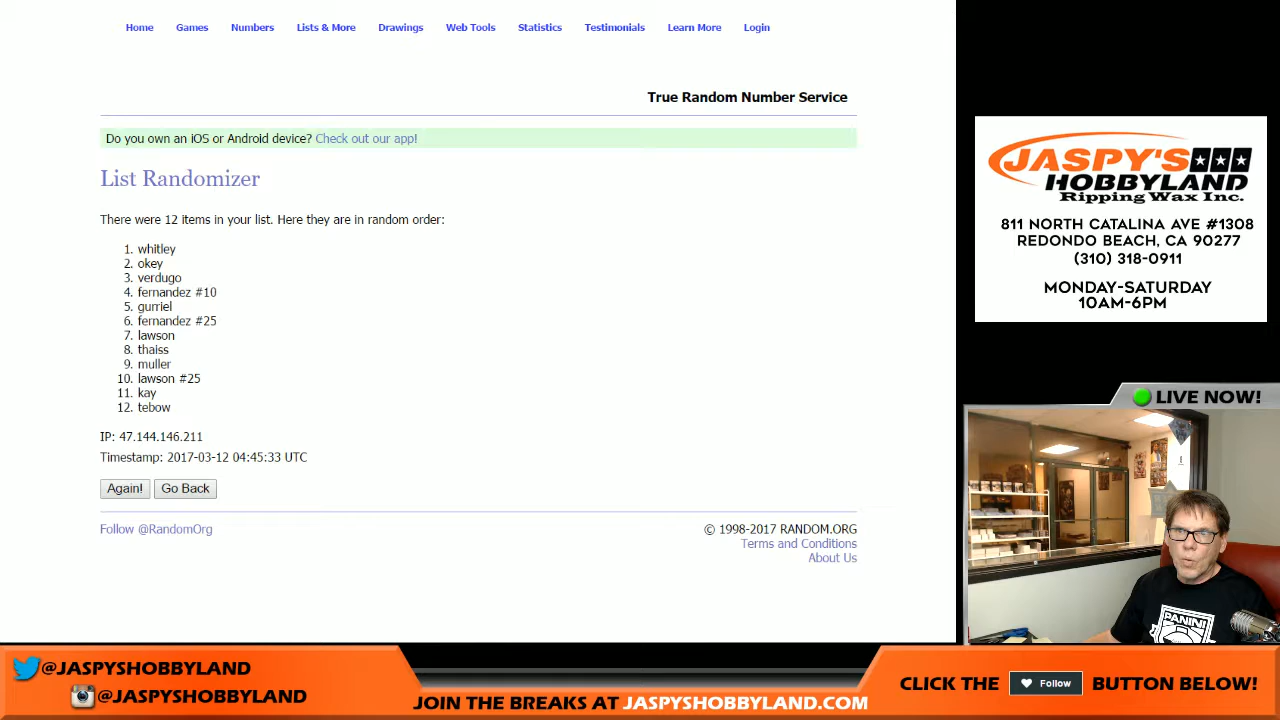 Home Games Numbers Lists & More Drawings Web Tools Statistics Testimonials Learn More Login
True Random Number Service
Do you own an iOS or Android device? Check out our app!
List Randomizer
There were 12 items in your list. Here they are in random order:
1. whitley
2. okey
3. verdugo
4. fernandez #10
5. gurriel
6. fernandez #25
7. lawson
8. thaiss
9. muller
10. lawson #25
11. kay
12. tebow
IP: 47.144.146.211
Timestamp: 2017-03-12 04:45:33 UTC
Again! Go Back
Follow @RandomOrg
© 1998-2017 RANDOM.ORG
Terms and Conditions
About Us
JASPY'S
HOBBYLAND
Ripping Wax Inc.
811 NORTH CATALINA AVE #1308
REDONDO BEACH, CA 90277
(310) 318-0911
MONDAY-SATURDAY
10AM-6PM
LIVE NOW!
PANINI
@JASPYSHOBBYLAND
@JASPYSHOBBYLAND
JOIN THE BREAKS AT JASPYSHOBBYLAND.COM
CLICK THE Follow BUTTON BELOW!